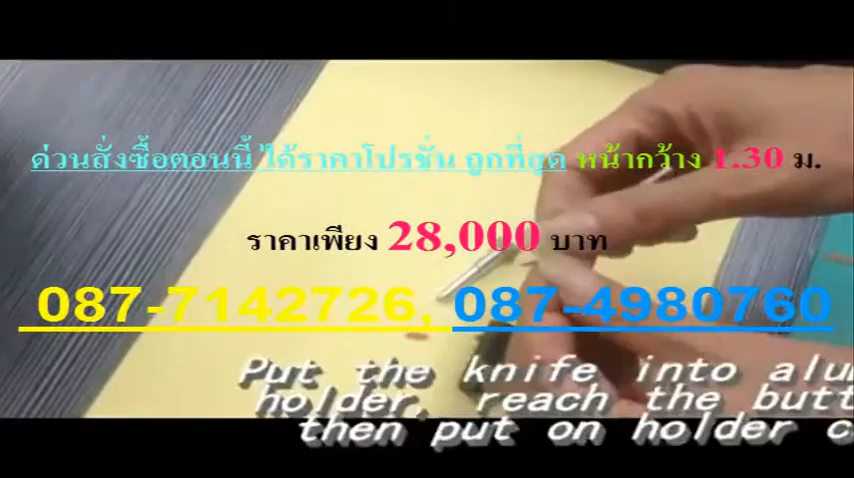 ด่วนสั่งซื้อตอนนี้ ได้ราคาโปรชั่น ถูกที่สุด หน้ากว้าง 1.30 ม.
ราคาเพียง 28,000 บาท
087-7142726, 087-4980760
Put the knife into alu
holder, reach the butt
then put on holder c